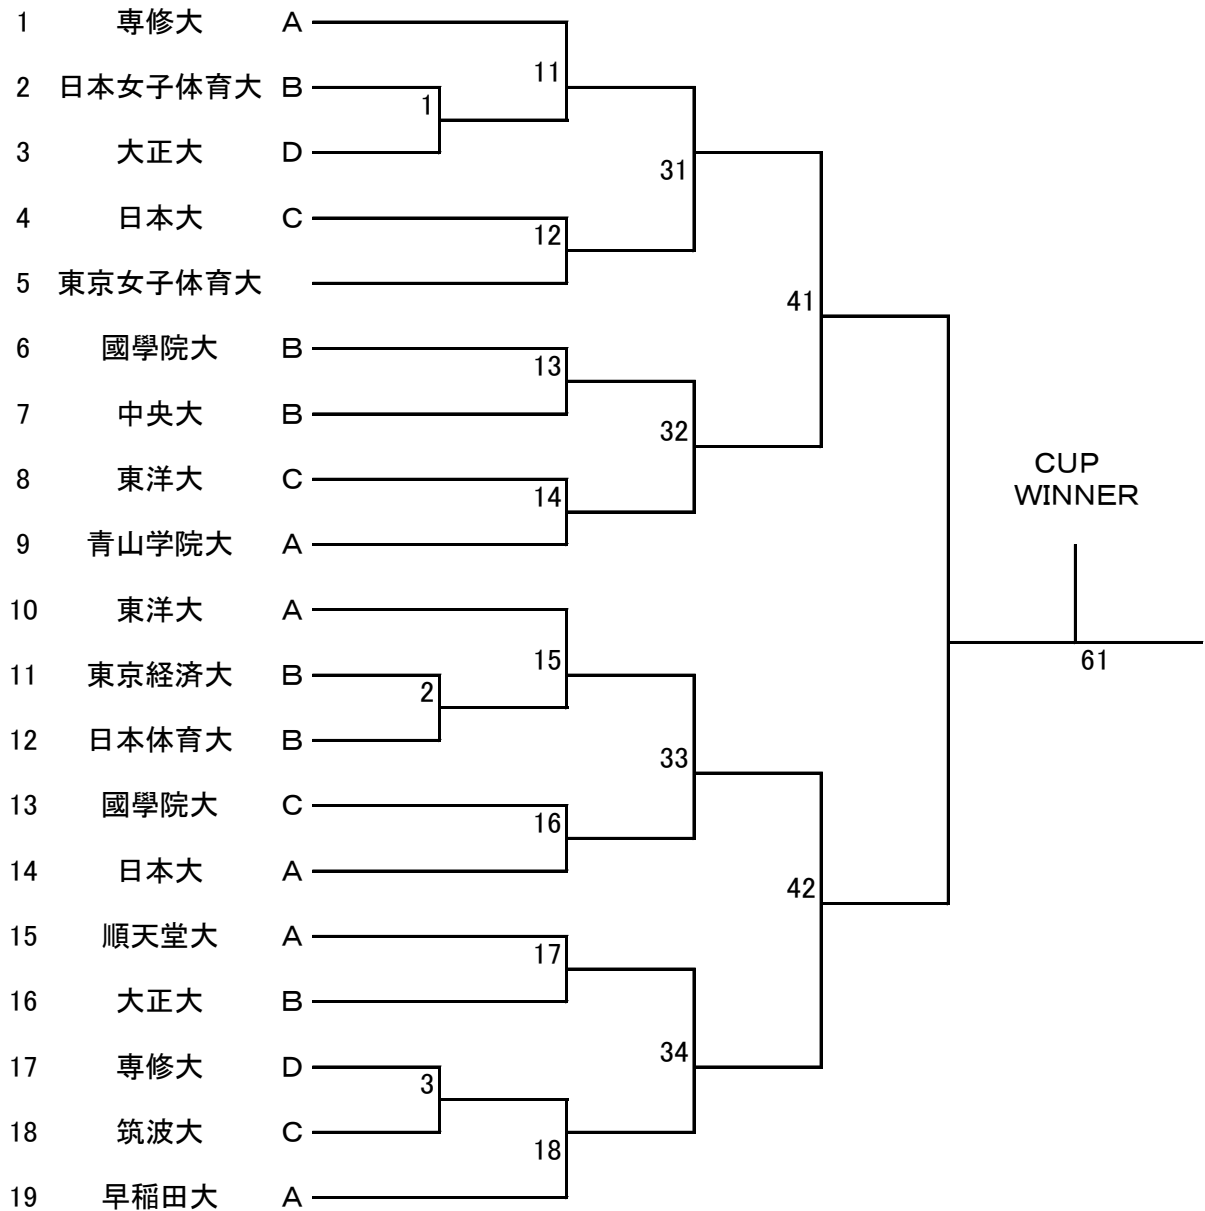 1 専修大 A
11
2 日本女子体育大 B
1
3 大正大 D
31
4 日本大 C
12
5 東京女子体育大
41
6 國學院大 B
13
7 中央大 B
32
8 東洋大 C
14
9 青山学院大 A
CUP
WINNER
10 東洋大 A
15
61
11 東京経済大 B
2
12 日本体育大 B
33
13 國學院大 C
16
14 日本大 A
42
15 順天堂大 A
17
16 大正大 B
34
17 専修大 D
3
18 筑波大 C
18
19 早稲田大 A